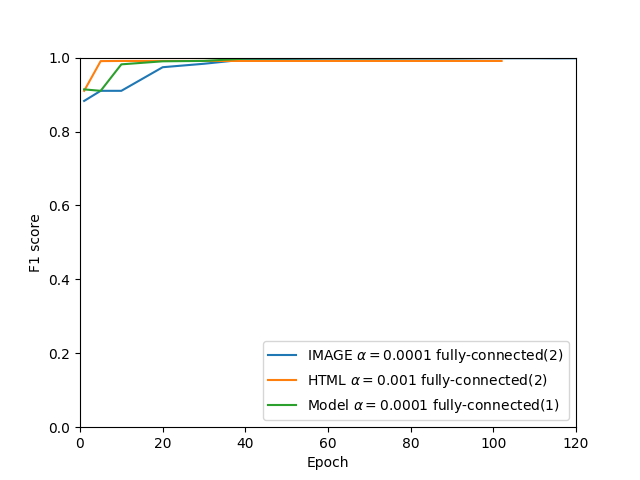 1.0
0.8
0.6
0.4
0.2
0.0
F1 score
IMAGE α = 0.0001 fully-connected(2)
HTML α = 0.001 fully-connected(2)
Model α = 0.0001 fully-connected(1)
0 20 40 60 80 100 120
Epoch